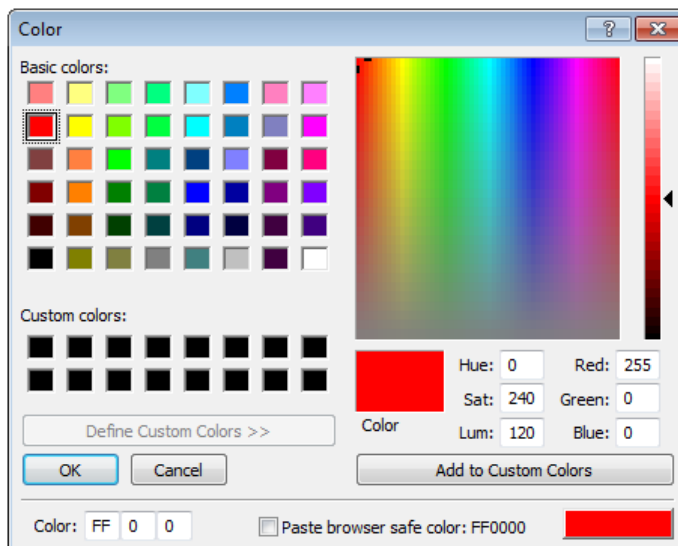 Color
?
Basic colors:
Custom colors:
Define Custom Colors >>
OK Cancel
Color
Hue: 0 Red: 255
Sat: 240 Green: 0
Lum: 120 Blue: 0
Add to Custom Colors
Color: FF 0 0 Paste browser safe color: FF0000